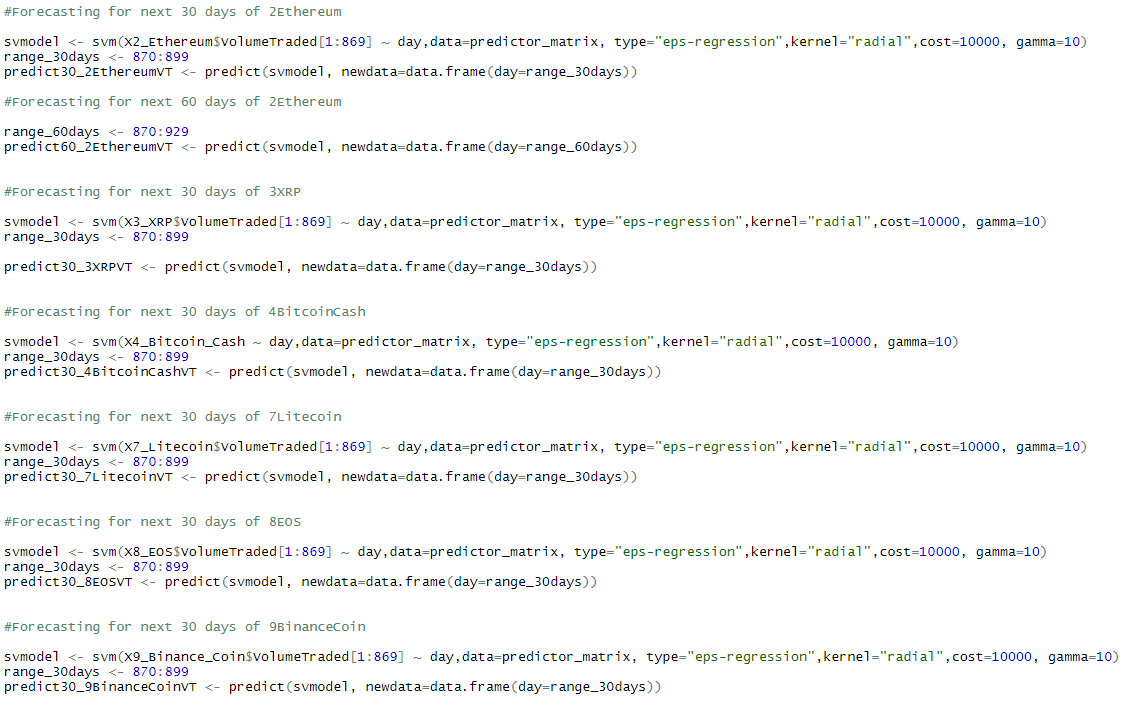 #Forecasting for next 30 days of 2Ethereum
svmodel <- svm(X2_Ethereum$VolumeTraded[1:869] ~ day,data=predictor_matrix, type="eps-regression",kernel="radial",cost=10000, gamma=10)
range_30days <- 870:899
predict30_2EthereumVT <- predict(svmodel, newdata=data.frame(day=range_30days))
#Forecasting for next 60 days of 2Ethereum
range_60days <- 870:929
predict60_2EthereumVT <- predict(svmodel, newdata=data.frame(day=range_60days))
#Forecasting for next 30 days of 3XRP
svmodel <- svm(X3_XRP$VolumeTraded[1:869] ~ day,data=predictor_matrix, type="eps-regression",kernel="radial",cost=10000, gamma=10)
range_30days <- 870:899
predict30_3XRPVT <- predict(svmodel, newdata=data.frame(day=range_30days))
#Forecasting for next 30 days of 4BitcoinCash
svmodel <- svm(X4_Bitcoin_Cash ~ day,data=predictor_matrix, type="eps-regression",kernel="radial",cost=10000, gamma=10)
range_30days <- 870:899
predict30_4BitcoinCashVT <- predict(svmodel, newdata=data.frame(day=range_30days))
#Forecasting for next 30 days of 7Litecoin
svmodel <- svm(X7_Litecoin$VolumeTraded[1:869] ~ day,data=predictor_matrix, type="eps-regression",kernel="radial",cost=10000, gamma=10)
range_30days <- 870:899
predict30_7LitecoinVT <- predict(svmodel, newdata=data.frame(day=range_30days))
#Forecasting for next 30 days of 8EOS
svmodel <- svm(X8_EOS$VolumeTraded[1:869] ~ day,data=predictor_matrix, type="eps-regression",kernel="radial",cost=10000, gamma=10)
range_30days <- 870:899
predict30_8EOSVT <- predict(svmodel, newdata=data.frame(day=range_30days))
#Forecasting for next 30 days of 9BinanceCoin
svmodel <- svm(X9_Binance_Coin$VolumeTraded[1:869] ~ day,data=predictor_matrix, type="eps-regression",kernel="radial",cost=10000, gamma=10)
range_30days <- 870:899
predict30_9BinanceCoinVT <- predict(svmodel, newdata=data.frame(day=range_30days))